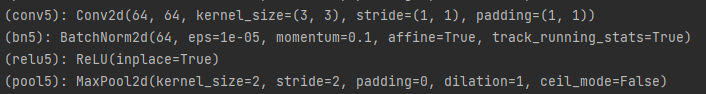 (conv5): Conv2d(64, 64, kernel_size=(3, 3), stride=(1, 1), padding=(1, 1))
(bn5): BatchNorm2d(64, eps=1e-05, momentum=0.1, affine=True, track_running_stats=True)
(relu5): ReLU(inplace=True)
(pool5): MaxPool2d(kernel_size=2, stride=2, padding=0, dilation=1, ceil_mode=False)